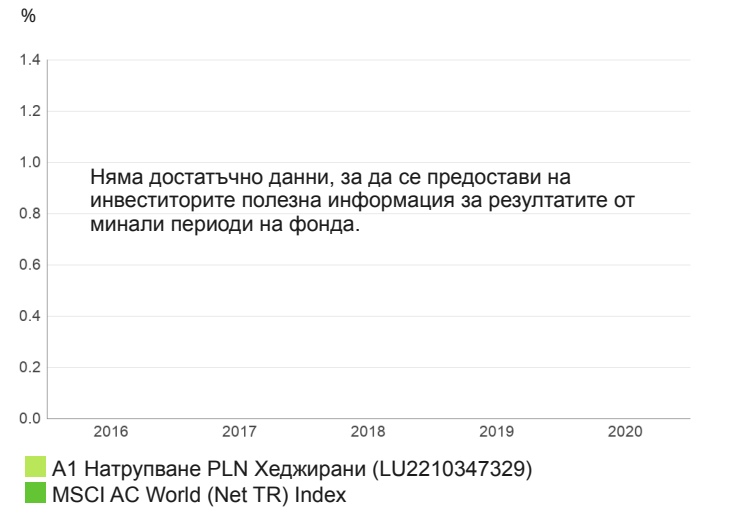 %
1.4
1.2
1.0
Няма достатъчно данни, за да се предостави на
инвеститорите полезна информация за резултатите от
0.8
минали периоди на фонда.
0.6
0.4
0.2
0.0
2016 2017 2018 2019 2020
A1 Натрупване PLN Хеджирани (LU2210347329)
MSCI AC World (Net TR) Index